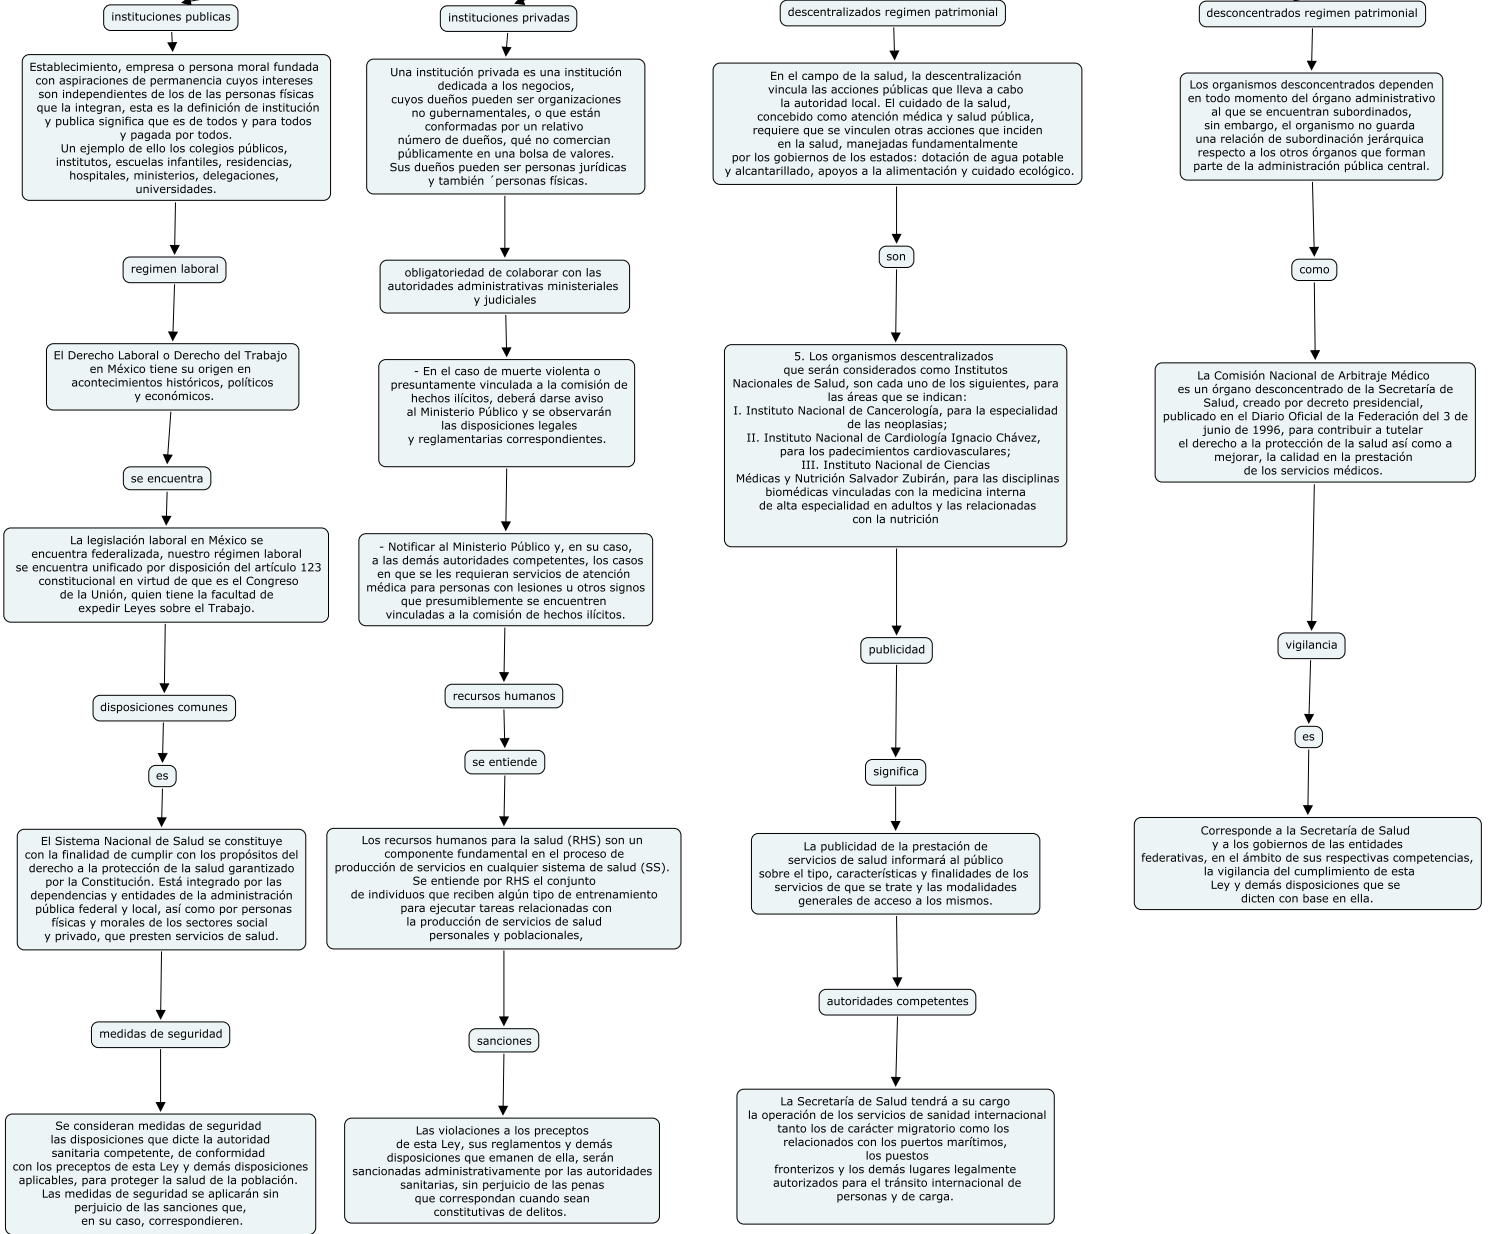 instituciones publicas
Establecimiento, empresa o persona moral fundada
con aspiraciones de permanencia cuyos intereses
son independientes de los de las personas físicas
que la integran, esta es la definición de institución
y publica significa que es de todos y para todos
y pagada por todos.
Un ejemplo de ello los colegios públicos,
institutos, escuelas infantiles, residencias,
hospitales, ministerios, delegaciones,
universidades.
regimen laboral
El Derecho Laboral o Derecho del Trabajo
en México tiene su origen en
acontecimientos históricos, políticos
y económicos.
se encuentra
La legislación laboral en México se
encuentra federalizada, nuestro régimen laboral
se encuentra unificado por disposición del artículo 123
constitucional en virtud de que es el Congreso
de la Unión, quien tiene la facultad de
expedir Leyes sobre el Trabajo.
disposiciones comunes
es
El Sistema Nacional de Salud se constituye
con la finalidad de cumplir con los propósitos del
derecho a la protección de la salud garantizado
por la Constitución. Está integrado por las
dependencias y entidades de la administración
pública federal y local, así como por personas
físicas y morales de los sectores social
y privado, que presten servicios de salud.
medidas de seguridad
Se consideran medidas de seguridad
las disposiciones que dicte la autoridad
sanitaria competente, de conformidad
con los preceptos de esta Ley y demás disposiciones
aplicables, para proteger la salud de la población.
Las medidas de seguridad se aplicarán sin
perjuicio de las sanciones que,
en su caso, correspondieren.
instituciones privadas
Una institución privada es una institución
dedicada a los negocios,
cuyos dueños pueden ser organizaciones
no gubernamentales, o que están
conformadas por un relativo
número de dueños, qué no comercian
públicamente en una bolsa de valores.
Sus dueños pueden ser personas jurídicas
y también ´personas físicas.
obligatoriedad de colaborar con las
autoridades administrativas ministeriales
y judiciales
- En el caso de muerte violenta o
presuntamente vinculada a la comisión de
hechos ilícitos, deberá darse aviso
al Ministerio Público y se observarán
las disposiciones legales
y reglamentarias correspondientes.
- Notificar al Ministerio Público y, en su caso,
a las demás autoridades competentes, los casos
en que se les requieran servicios de atención
médica para personas con lesiones u otros signos
que presumiblemente se encuentren
vinculadas a la comisión de hechos ilícitos.
recursos humanos
se entiende
Los recursos humanos para la salud (RHS) son un
componente fundamental en el proceso de
producción de servicios en cualquier sistema de salud (SS).
Se entiende por RHS el conjunto
de individuos que reciben algún tipo de entrenamiento
para ejecutar tareas relacionadas con
la producción de servicios de salud
personales y poblacionales,
sanciones
Las violaciones a los preceptos
de esta Ley, sus reglamentos y demás
disposiciones que emanen de ella, serán
sancionadas administrativamente por las autoridades
sanitarias, sin perjuicio de las penas
que correspondan cuando sean
constitutivas de delitos.
descentralizados regimen patrimonial
En el campo de la salud, la descentralización
vincula las acciones públicas que lleva a cabo
la autoridad local. El cuidado de la salud,
concebido como atención médica y salud pública,
requiere que se vinculen otras acciones que inciden
en la salud, manejadas fundamentalmente
por los gobiernos de los estados: dotación de agua potable
y alcantarillado, apoyos a la alimentación y cuidado ecológico.
son
5. Los organismos descentralizados
que serán considerados como Institutos
Nacionales de Salud, son cada uno de los siguientes, para
las áreas que se indican:
I. Instituto Nacional de Cancerología, para la especialidad
de las neoplasias;
II. Instituto Nacional de Cardiología Ignacio Chávez,
para los padecimientos cardiovasculares;
III. Instituto Nacional de Ciencias
Médicas y Nutrición Salvador Zubirán, para las disciplinas
biomédicas vinculadas con la medicina interna
de alta especialidad en adultos y las relacionadas
con la nutrición
publicidad
significa
La publicidad de la prestación de
servicios de salud informará al público
sobre el tipo, características y finalidades de los
servicios de que se trate y las modalidades
generales de acceso a los mismos.
autoridades competentes
La Secretaría de Salud tendrá a su cargo
la operación de los servicios de sanidad internacional
tanto los de carácter migratorio como los
relacionados con los puertos marítimos,
los puestos
fronterizos y los demás lugares legalmente
autorizados para el tránsito internacional de
personas y de carga.
desconcentrados regimen patrimonial
Los organismos desconcentrados dependen
en todo momento del órgano administrativo
al que se encuentran subordinados,
sin embargo, el organismo no guarda
una relación de subordinación jerárquica
respecto a los otros órganos que forman
parte de la administración pública central.
como
La Comisión Nacional de Arbitraje Médico
es un órgano desconcentrado de la Secretaría de
Salud, creado por decreto presidencial,
publicado en el Diario Oficial de la Federación del 3 de
junio de 1996, para contribuir a tutelar
el derecho a la protección de la salud así como a
mejorar, la calidad en la prestación
de los servicios médicos.
vigilancia
es
Corresponde a la Secretaría de Salud
y a los gobiernos de las entidades
federativas, en el ámbito de sus respectivas competencias,
la vigilancia del cumplimiento de esta
Ley y demás disposiciones que se
dicten con base en ella.